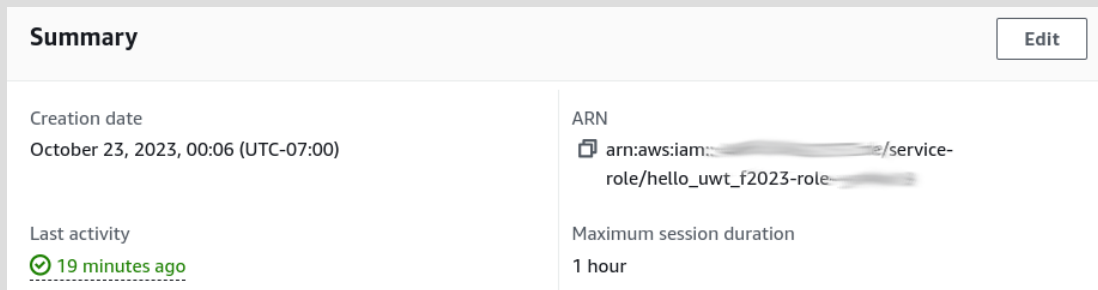 Summary
Edit
Creation date
October 23, 2023, 00:06 (UTC-07:00)
ARN
arn:aws:iam::
e/service-
role/hello_uwt_f2023-role
Last activity
19 minutes ago
Maximum session duration
1 hour